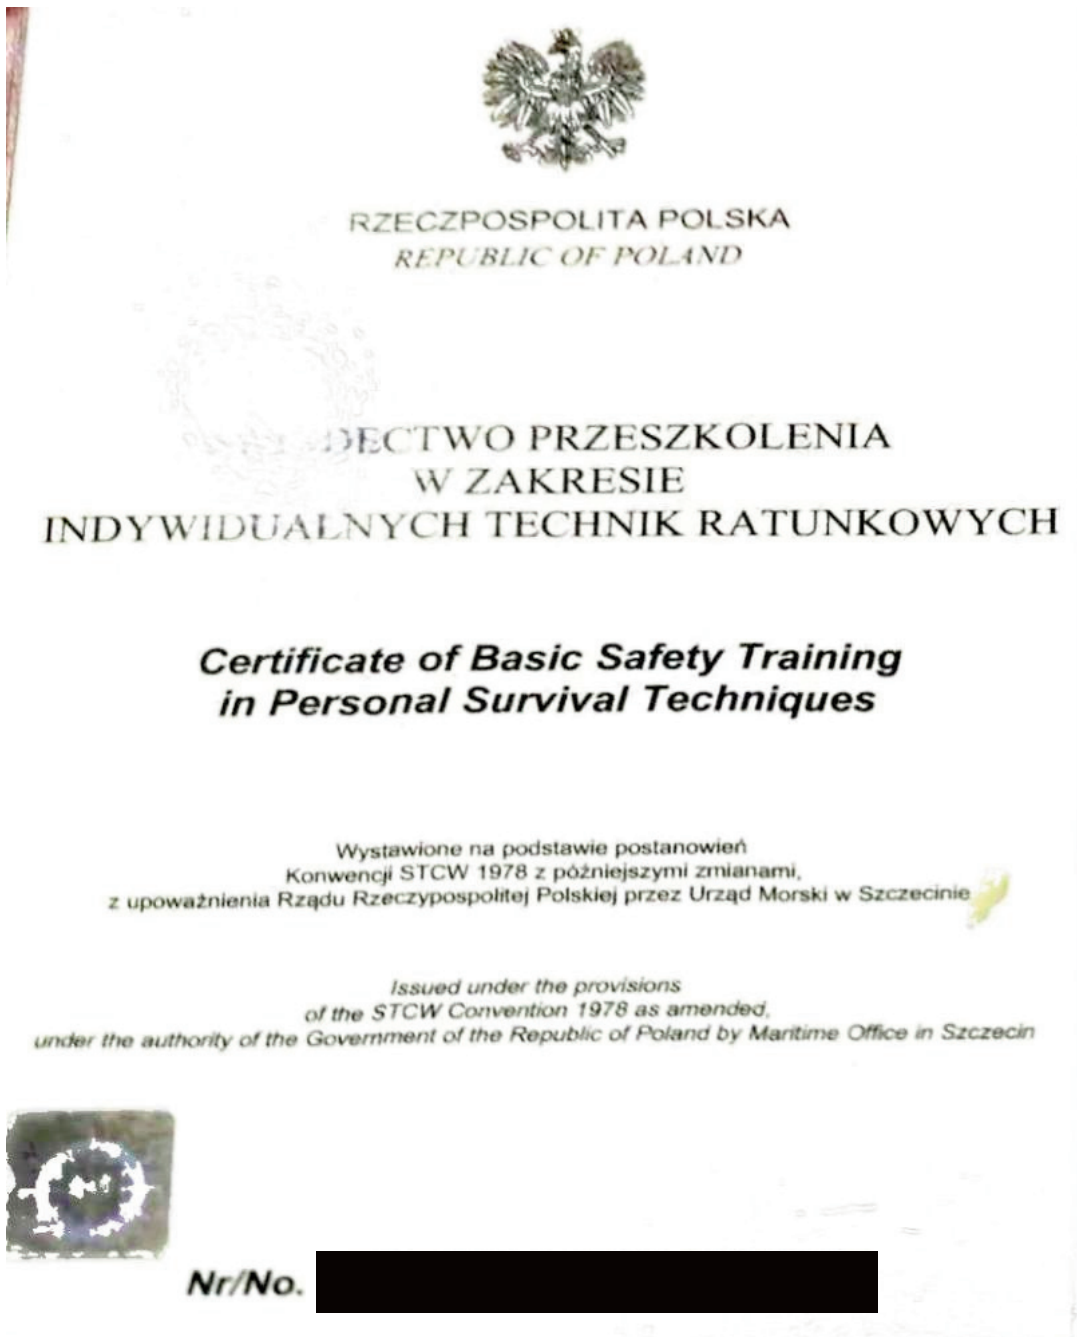 RZECZPOSPOLITA POLSKA
REPUBLIC OF POLAND
PRZESZKOLENIA
W ZAKRESIE
INDYWIDUALNYCH TECHNIK RATUNKOWYCH
Certificate of Basic Safety Training
in Personal Survival Techniques
Wystawione na podstawie postanowień
Konwencji STCW 1978 z późniejszymi zmianami,
z upoważnienia Rządu Rzeczypospolitej Polskiej przez Urząd Morski w Szczecinie
Issued under the provisions
of the STCW Convention 1978 as amended,
under the authority of the Government of the Republic of Poland by Maritime Office in Szczecin
Nr/No.